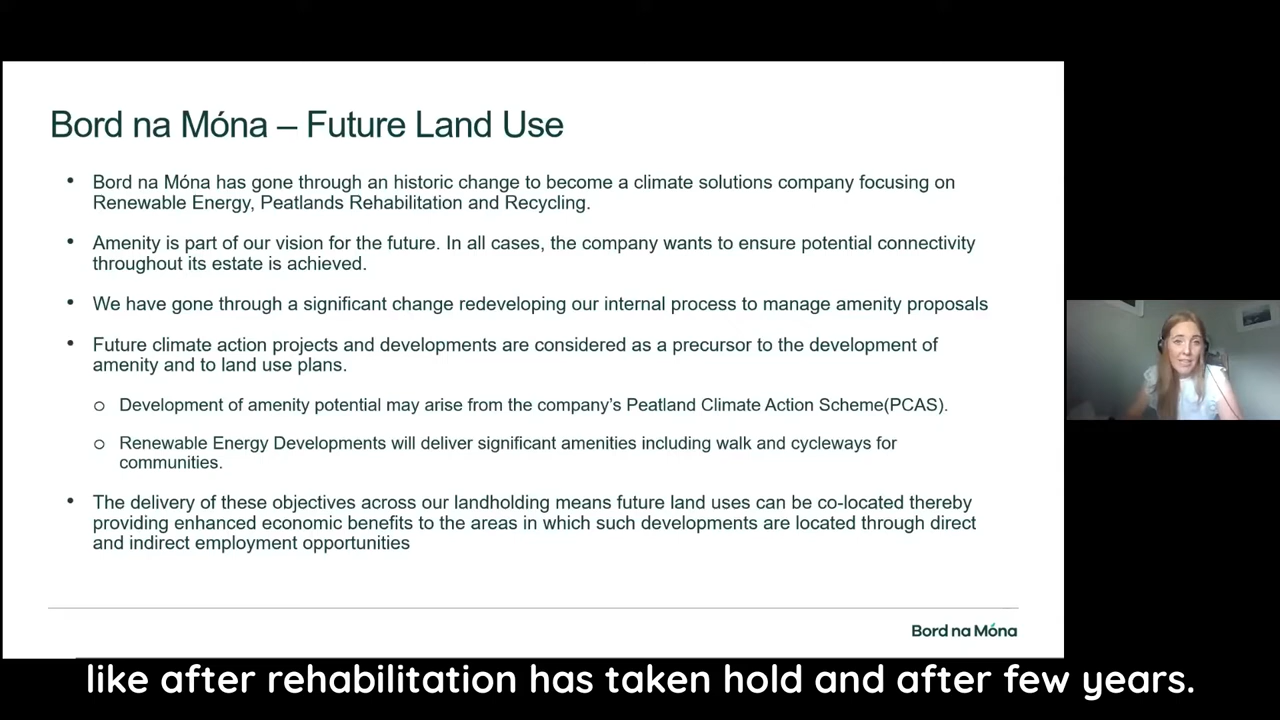 Bord na Móna – Future Land Use
• Bord na Móna has gone through an historic change to become a climate solutions company focusing on
Renewable Energy, Peatlands Rehabilitation and Recycling.
• Amenity is part of our vision for the future. In all cases, the company wants to ensure potential connectivity
throughout its estate is achieved.
• We have gone through a significant change redeveloping our internal process to manage amenity proposals
• Future climate action projects and developments are considered as a precursor to the development of
amenity and to land use plans.
o Development of amenity potential may arise from the company’s Peatland Climate Action Scheme(PCAS).
o Renewable Energy Developments will deliver significant amenities including walk and cycleways for
communities.
• The delivery of these objectives across our landholding means future land uses can be co-located thereby
providing enhanced economic benefits to the areas in which such developments are located through direct
and indirect employment opportunities
Bord na Móna
like after rehabilitation has taken hold and after few years.